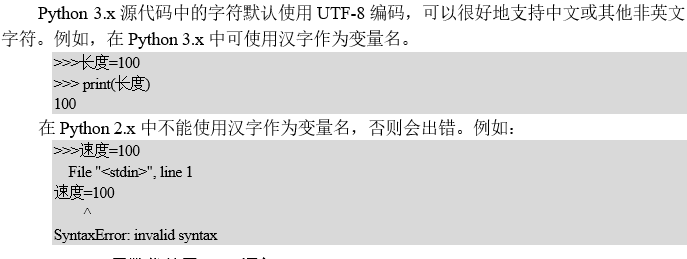 Python 3.x 源代码中的字符默认使用 UTF-8 编码，可以很好地支持中文或其他非英文
字符。例如，在 Python 3.x 中可使用汉字作为变量名。
>>>长度=100
>>> print(长度)
100
在 Python 2.x 中不能使用汉字作为变量名，否则会出错。例如：
>>>速度=100
File "<stdin>", line 1
速度=100
^
SyntaxError: invalid syntax